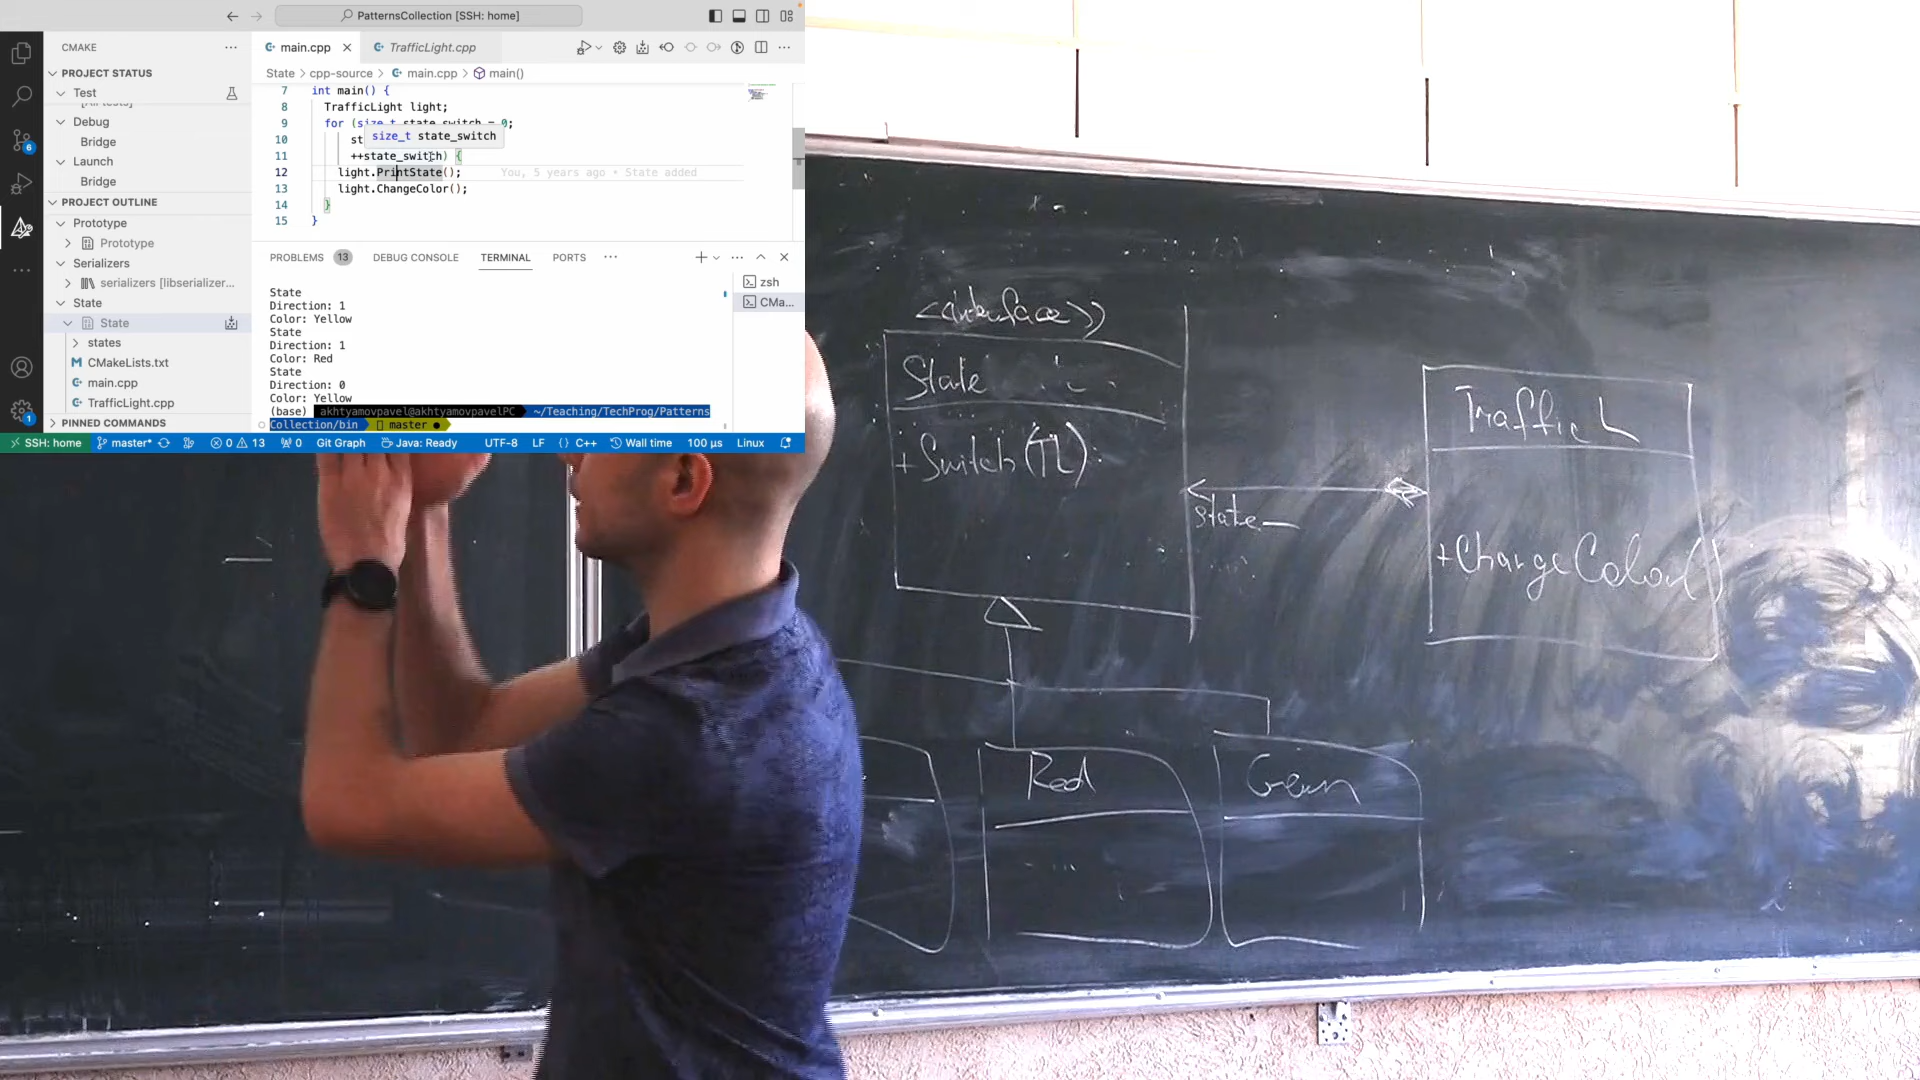 PatternsCollection [SSH: home]
CMAKE
main.cpp
TrafficLight.cpp
PROJECT STATUS
State > cpp-source > main.cpp > main()
Test
Debug
Bridge
Launch
Bridge
PROJECT OUTLINE
Prototype
Prototype
Serializers
serializers [libserializer...
State
State
states
CMakeLists.txt
main.cpp
TrafficLight.cpp
PINNED COMMANDS
7 int main() {
8 TrafficLight light;
9 for (size_t state_switch = 0;
size_t state_switch
10 st
11 ++state_switch) {
12 light.PrintState(); You, 5 years ago • State added
13 light.ChangeColor();
14 }
15 }
PROBLEMS 13 DEBUG CONSOLE TERMINAL PORTS
zsh
CMa...
State
Direction: 1
Color: Yellow
State
Direction: 1
Color: Red
State
Direction: 0
Color: Yellow
(base) akhtyamovpavel@akhtyamovpavelPC ~/Teaching/TechProg/Patterns
Collection/bin master ●
SSH: home master* 0 13 0 Git Graph Java: Ready UTF-8 LF {} C++ Wall time 100 µs Linux
<<interface>>
State
+Switch(TL):
state
Traffic L
+ChangeColor()
Red
Green